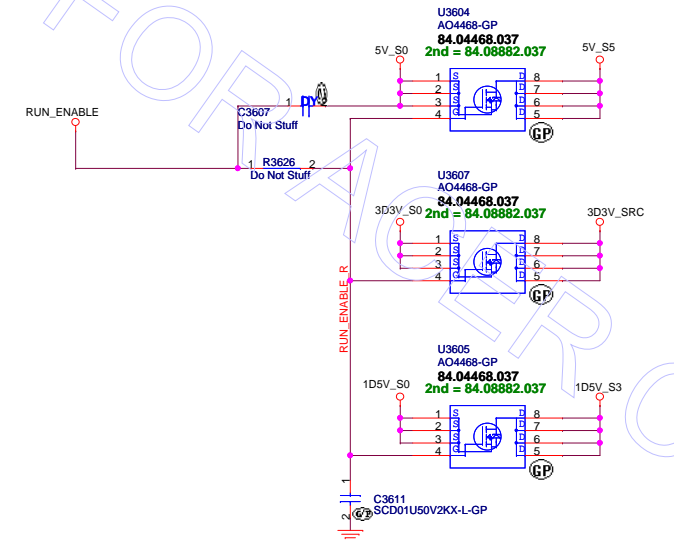 U3604
AO4468-GP
84.04468.037
2nd = 84.08882.037
5V_S0
5V_S5
1 S D 8
2 S D 7
3 S D 6
4 G D 5
GP
RUN_ENABLE
C3607
1
2
DY
Do Not Stuff
1 R3626 2
Do Not Stuff
U3607
AO4468-GP
84.04468.037
2nd = 84.08882.037
3D3V_S0
3D3V_SRC
1 S D 8
2 S D 7
3 S D 6
4 G D 5
GP
RUN_ENABLE_R
U3605
AO4468-GP
84.04468.037
2nd = 84.08882.037
1D5V_S0
1D5V_S3
1 S D 8
2 S D 7
3 S D 6
4 G D 5
GP
1
C3611
SCD01U50V2KX-L-GP
2
GP
FOR ACER